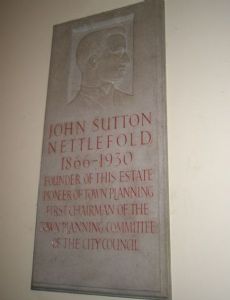 JOHN SUTTON
NETTLEFOLD
1866-1930
FOUNDER OF THIS ESTATE
PIONEER OF TOWN PLANNING
FIRST CHAIRMAN OF THE
TOWN PLANNING COMMITTEE
OF THE CITY COUNCIL